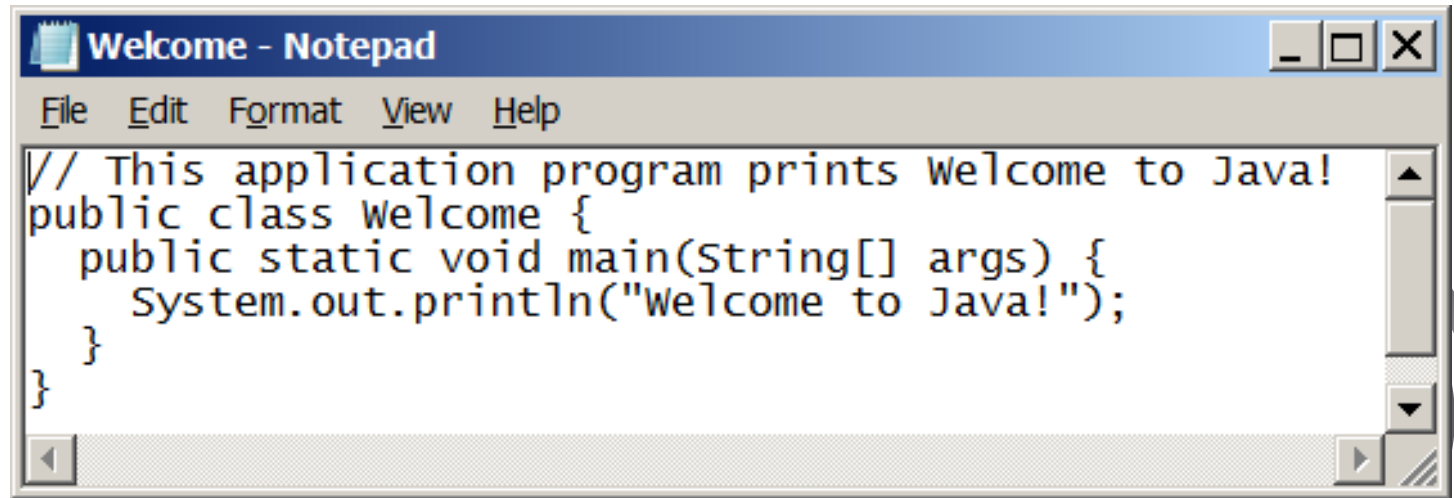 Welcome - Notepad
File Edit Format View Help
// This application program prints Welcome to Java!
public class Welcome {
  public static void main(String[] args) {
    System.out.println("Welcome to Java!");
  }
}